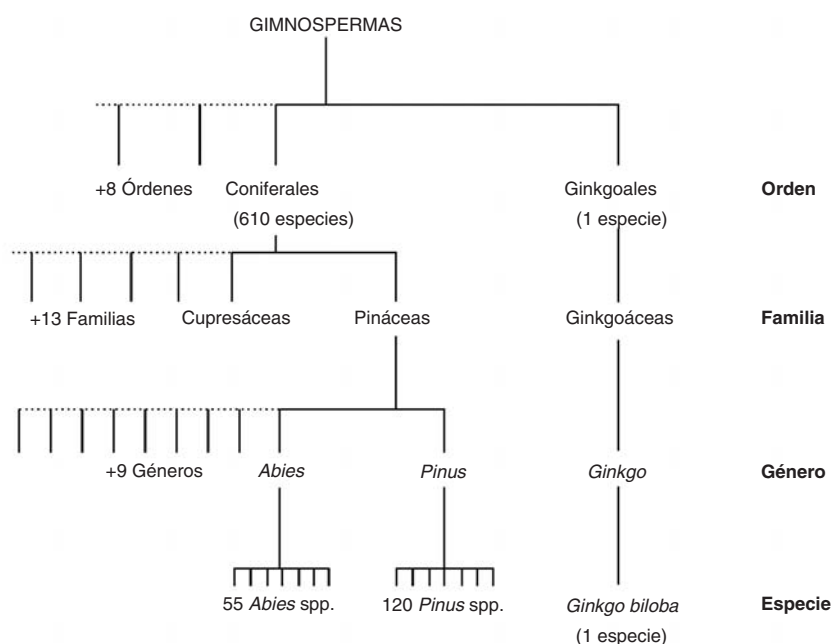 GIMNOSPERMAS
+8 Órdenes Coniferales Ginkgoales Orden
(610 especies) (1 especie)
+13 Familias Cupresáceas Pináceas Ginkgoáceas Familia
+9 Géneros Abies Pinus Ginkgo Género
55 Abies spp. 120 Pinus spp. Ginkgo biloba Especie
(1 especie)